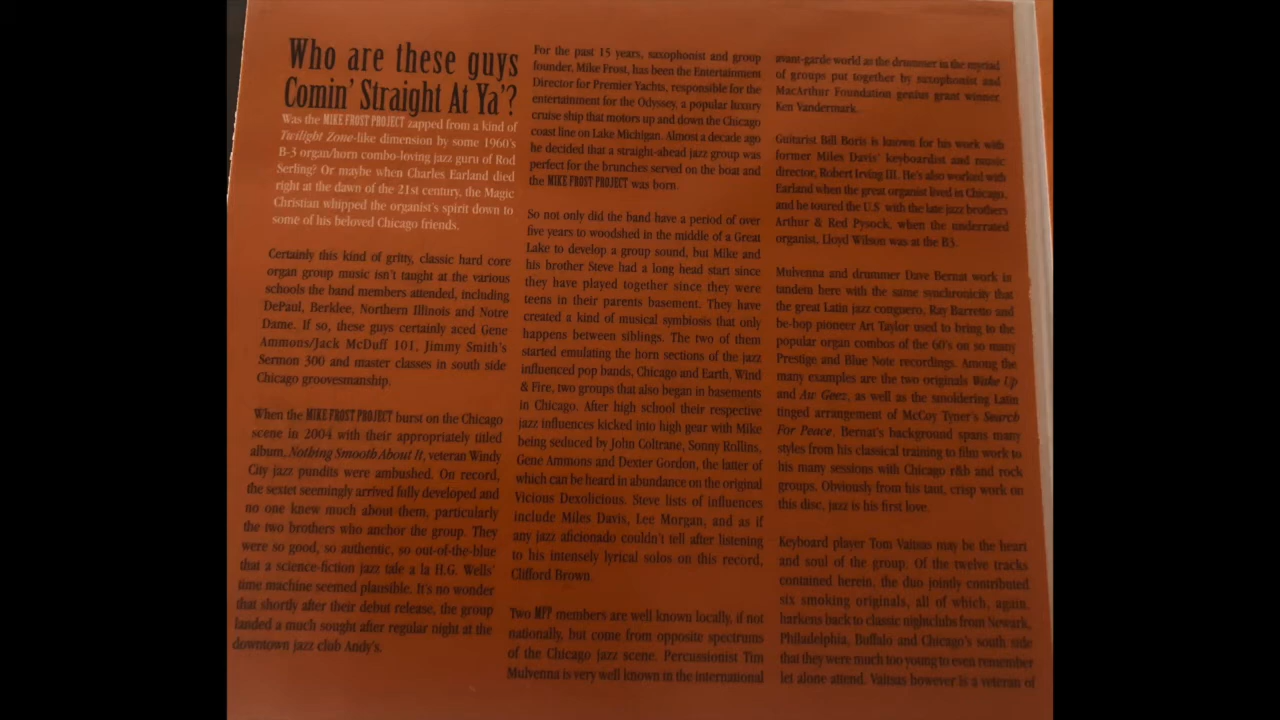 Who are these guys
Comin' Straight At Ya'?
Was the MIKE FROST PROJECT zapped from a kind of
Twilight Zone-like dimension by some 1960's
B-3 organ/horn combo-loving jazz guru of Rod
Serling? Or maybe when Charles Earland died
right at the dawn of the 21st century, the Magic
Christian whipped the organist's spirit down to
some of his beloved Chicago friends.
Certainly this kind of gritty, classic hard core
organ group music isn't taught at the various
schools the band members attended, including
DePaul, Berklee, Northern Illinois and Notre
Dame. If so, these guys certainly aced Gene
Ammons/Jack McDuff 101, Jimmy Smith's
Sermon 300 and master classes in south side
Chicago groovesmanship.
When the MIKE FROST PROJECT burst on the Chicago
scene in 2004 with their appropriately titled
album, Nothing Smooth About It, veteran Windy
City jazz pundits were ambushed. On record,
the sextet seemingly arrived fully developed and
no one knew much about them, particularly
the two brothers who anchor the group. They
were so good, so authentic, so out-of-the-blue
that a science-fiction jazz tale a la H.G. Wells'
time machine seemed plausible. It's no wonder
that shortly after their debut release, the group
landed a much sought after regular night at the
downtown jazz club Andy's.
For the past 15 years, saxophonist and group
founder, Mike Frost, has been the Entertainment
Director for Premier Yachts, responsible for the
entertainment for the Odyssey, a popular luxury
cruise ship that motors up and down the Chicago
coast line on Lake Michigan. Almost a decade ago
he decided that a straight-ahead jazz group was
perfect for the brunches served on the boat and
the MIKE FROST PROJECT was born.
So not only did the band have a period of over
five years to woodshed in the middle of a Great
Lake to develop a group sound, but Mike and
his brother Steve had a long head start since
they have played together since they were
teens in their parents basement. They have
created a kind of musical symbiosis that only
happens between siblings. The two of them
started emulating the horn sections of the jazz
influenced pop bands, Chicago and Earth, Wind
& Fire, two groups that also began in basements
in Chicago. After high school their respective
jazz influences kicked into high gear with Mike
being seduced by John Coltrane, Sonny Rollins,
Gene Ammons and Dexter Gordon, the latter of
which can be heard in abundance on the original
Vicious Dexolicious. Steve lists of influences
include Miles Davis, Lee Morgan, and as if
any jazz aficionado couldn't tell after listening
to his intensely lyrical solos on this record,
Clifford Brown.
Two MFP members are well known locally, if not
nationally, but come from opposite spectrums
of the Chicago jazz scene. Percussionist Tim
Mulvenna is very well known in the international
avant-garde world as the drummer in the myriad
of groups put together by saxophonist and
MacArthur Foundation genius grant winner,
Ken Vandermark.
Guitarist Bill Boris is known for his work with
former Miles Davis' keyboardist and music
director, Robert Irving III. He's also worked with
Earland when the great organist lived in Chicago,
and he toured the U.S with the late jazz brothers
Arthur & Red Pysock, when the underrated
organist, Lloyd Wilson was at the B3.
Mulvenna and drummer Dave Bernat work in
tandem here with the same synchronicity that
the great Latin jazz conguero, Ray Barretto and
be-bop pioneer Art Taylor used to bring to the
popular organ combos of the 60's on so many
Prestige and Blue Note recordings. Among the
many examples are the two originals Wake Up
and Aw Geez, as well as the smoldering Latin
tinged arrangement of McCoy Tyner's Search
For Peace. Bernat's background spans many
styles from his classical training to film work to
his many sessions with Chicago r&b and rock
groups. Obviously from his taut, crisp work on
this disc, jazz is his first love.
Keyboard player Tom Vaitsas may be the heart
and soul of the group. Of the twelve tracks
contained herein, the duo jointly contributed
six smoking originals, all of which, again,
harkens back to classic nightclubs from Newark,
Philadelphia, Buffalo and Chicago's south side
that they were much too young to even remember
let alone attend. Vaitsas however is a veteran of